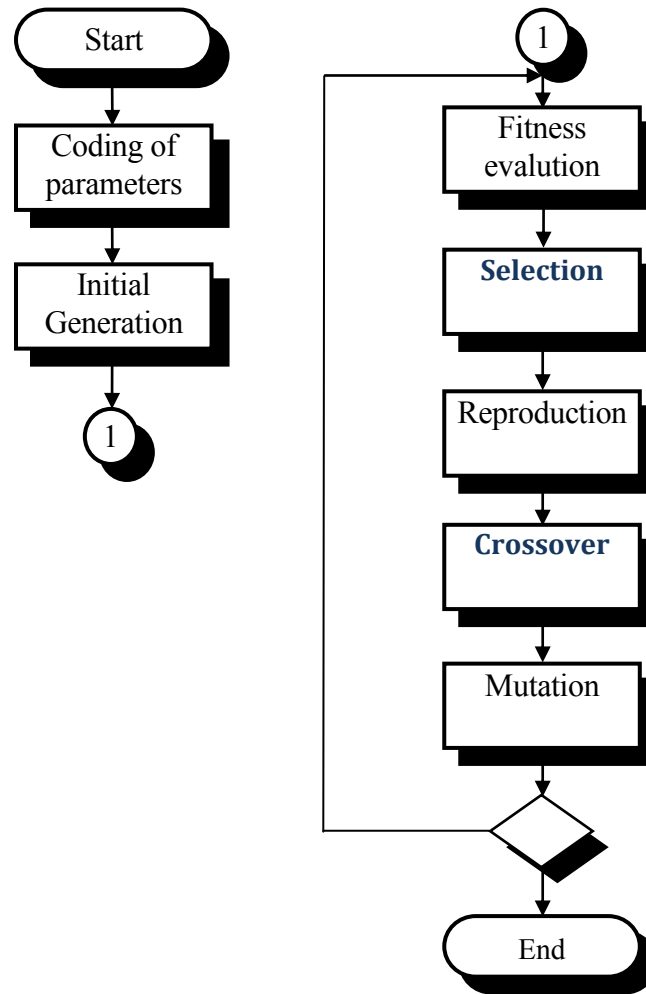 Start
Coding of
parameters
Initial
Generation
1
1
Fitness
evalution
Selection
Reproduction
Crossover
Mutation
End